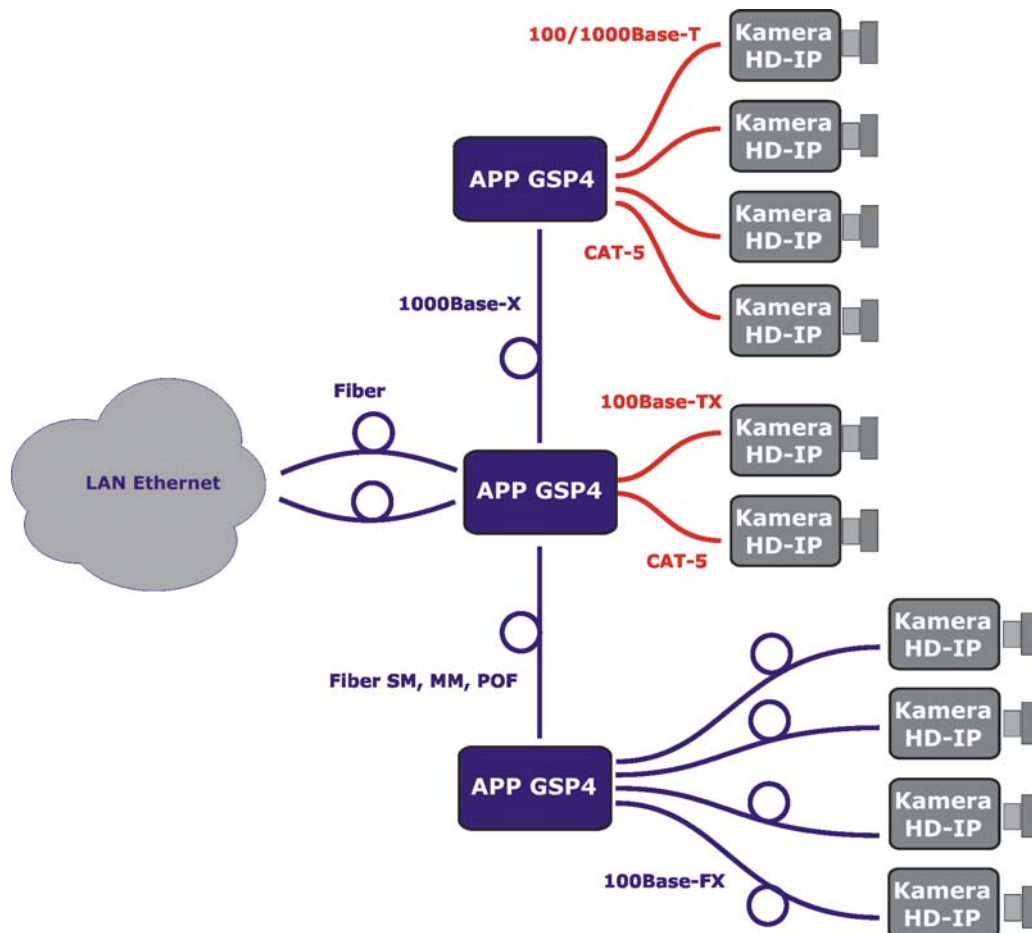 100/1000Base-T
Kamera
HD-IP
Kamera
HD-IP
APP GSP4
Kamera
HD-IP
CAT-5
Kamera
HD-IP
1000Base-X
Fiber
100Base-TX
Kamera
HD-IP
LAN Ethernet
APP GSP4
Kamera
HD-IP
CAT-5
Kamera
HD-IP
Fiber SM, MM, POF
Kamera
HD-IP
APP GSP4
Kamera
HD-IP
100Base-FX
Kamera
HD-IP